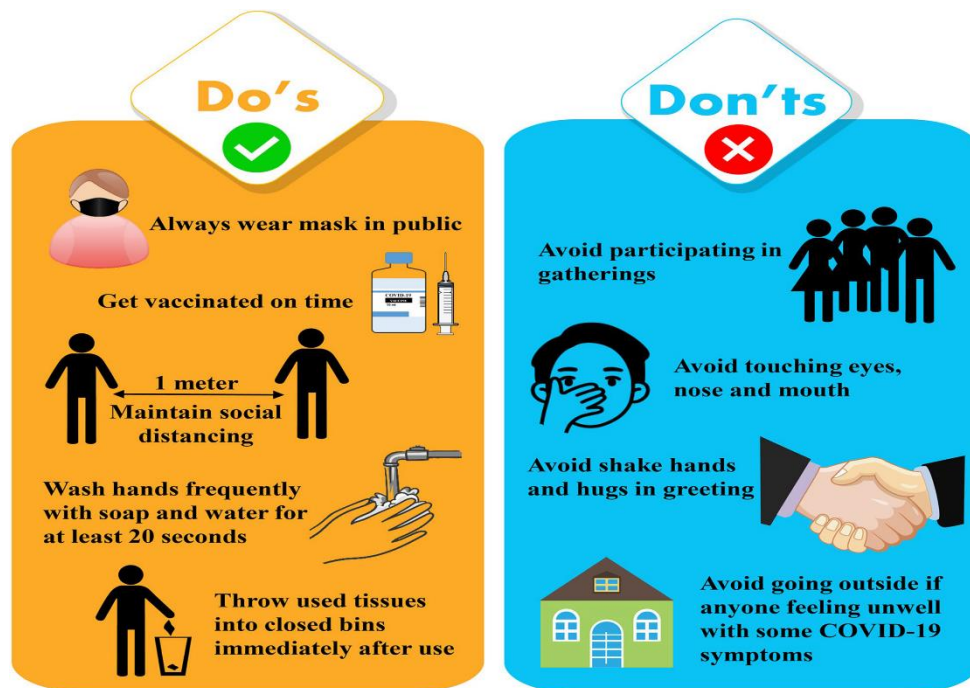 Do's
Always wear mask in public
Get vaccinated on time
COVID-19
VACCINE
1 meter
Maintain social
distancing
Wash hands frequently
with soap and water for
at least 20 seconds
Throw used tissues
into closed bins
immediately after use
Don'ts
Avoid participating in
gatherings
Avoid touching eyes,
nose and mouth
Avoid shake hands
and hugs in greeting
Avoid going outside if
anyone feeling unwell
with some COVID-19
symptoms